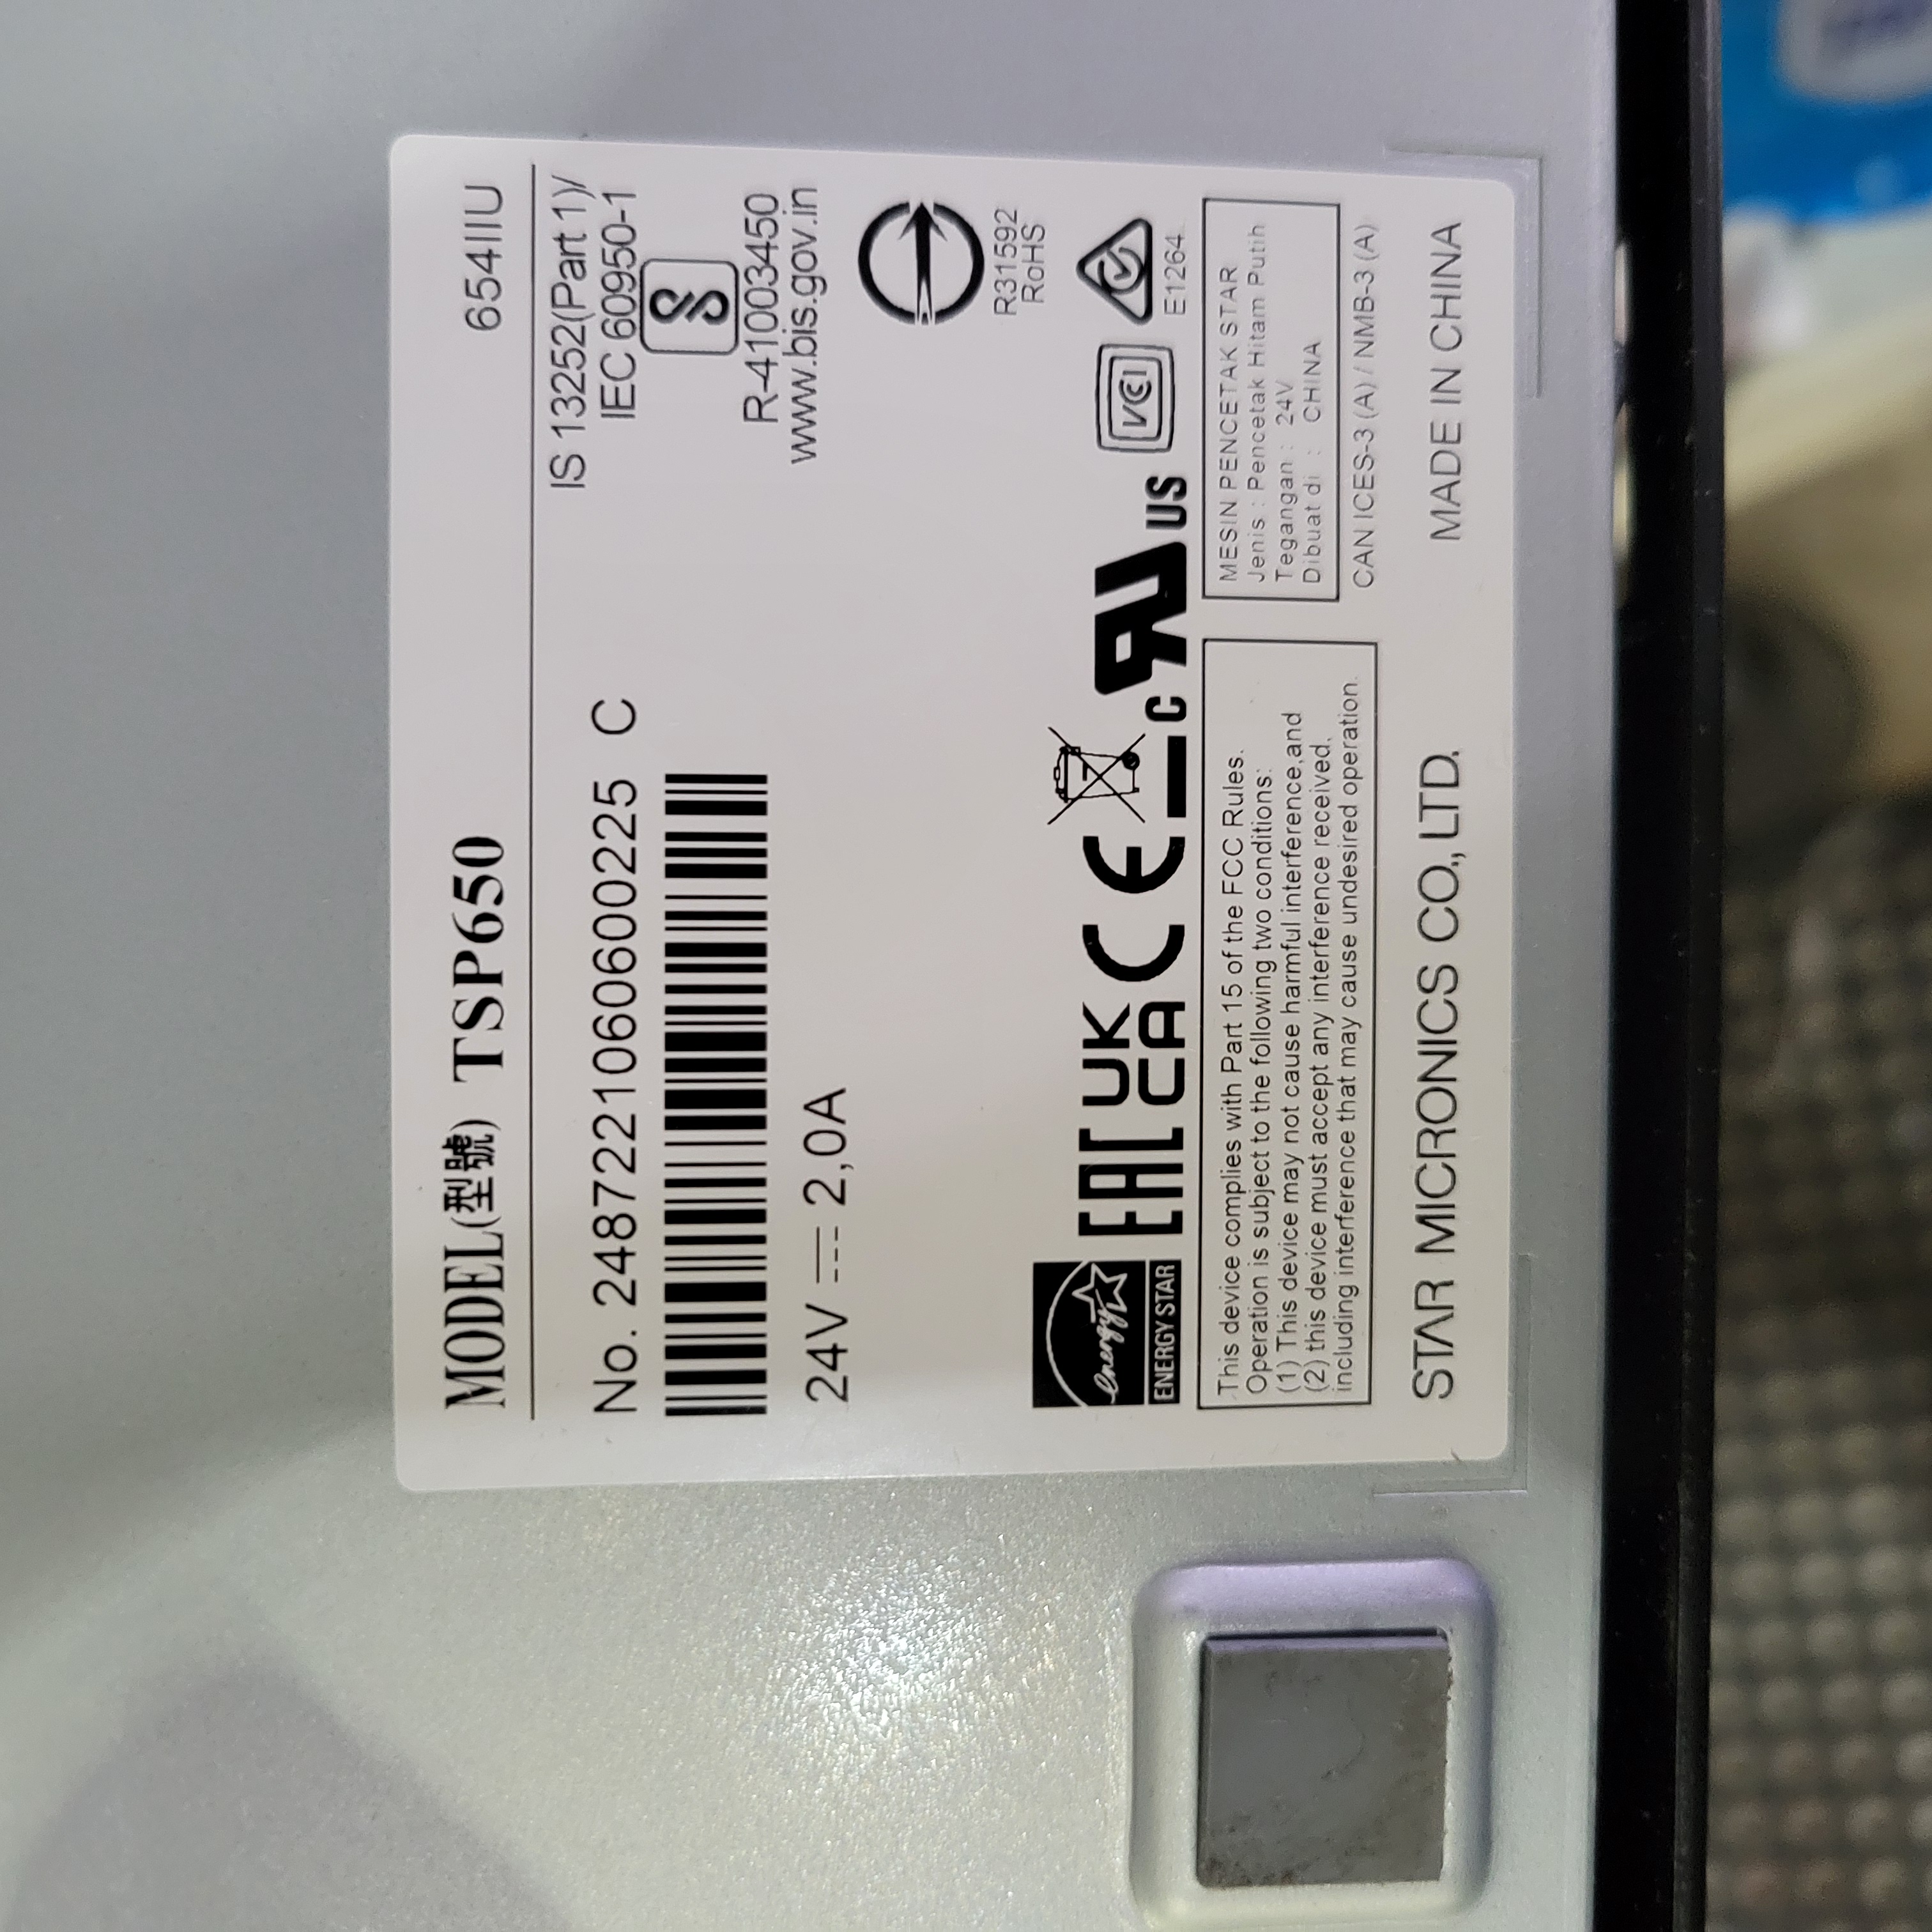 MODEL(型號) TSP650 654IIU
No. 2487221060600225 C
IS 13252(Part 1)/
IEC 60950-1
R-41003450
www.bis.gov.in
24V 2,0A
R31592
RoHS
energy
ENERGY STAR
EAC
UK
CA
CE
c RU US
VCI
E1264
This device complies with Part 15 of the FCC Rules.
Operation is subject to the following two conditions:
(1) This device may not cause harmful interference,and
(2) this device must accept any interference received,
including interference that may cause undesired operation.
MESIN PENCETAK STAR
Jenis : Pencetak Hitam Putih
Tegangan : 24V
Dibuat di : CHINA
CAN ICES-3 (A) / NMB-3 (A)
STAR MICRONICS CO.,LTD. MADE IN CHINA